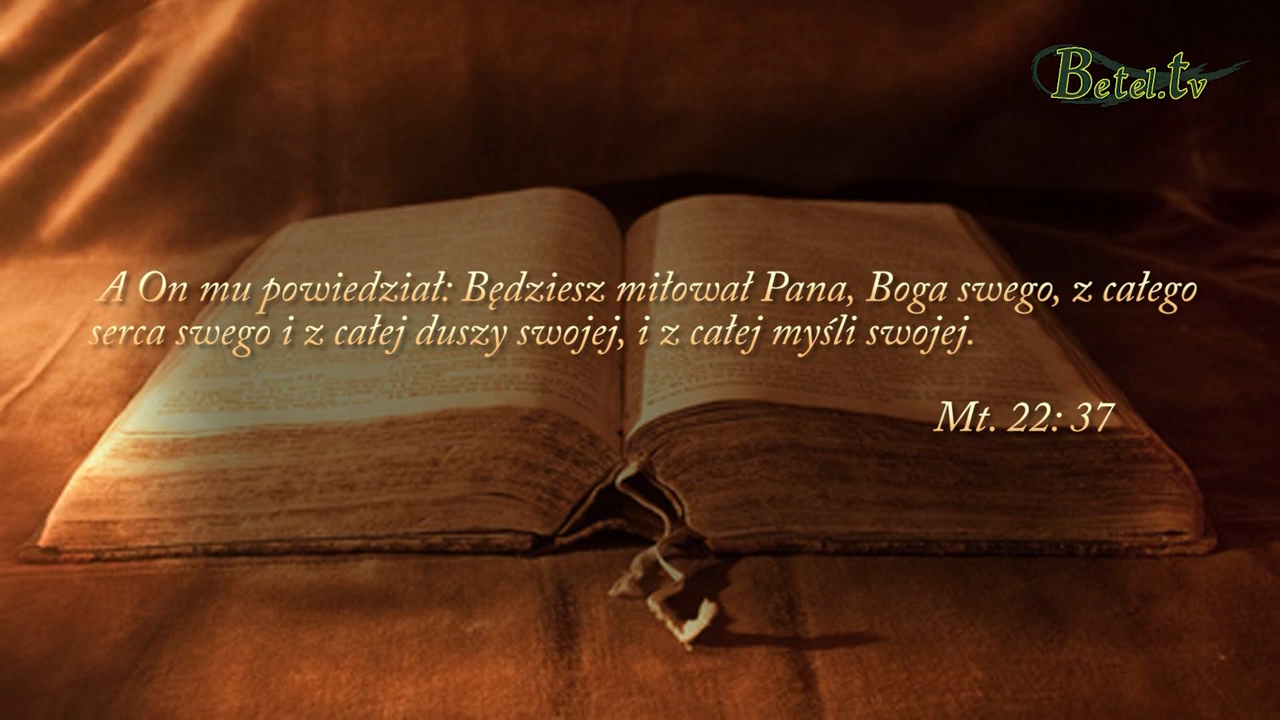 Betel.tv
A On mu powiedział: Będziesz miłował Pana, Boga swego, z całego
serca swego i z całej duszy swojej, i z całej myśli swojej.
Mt. 22: 37